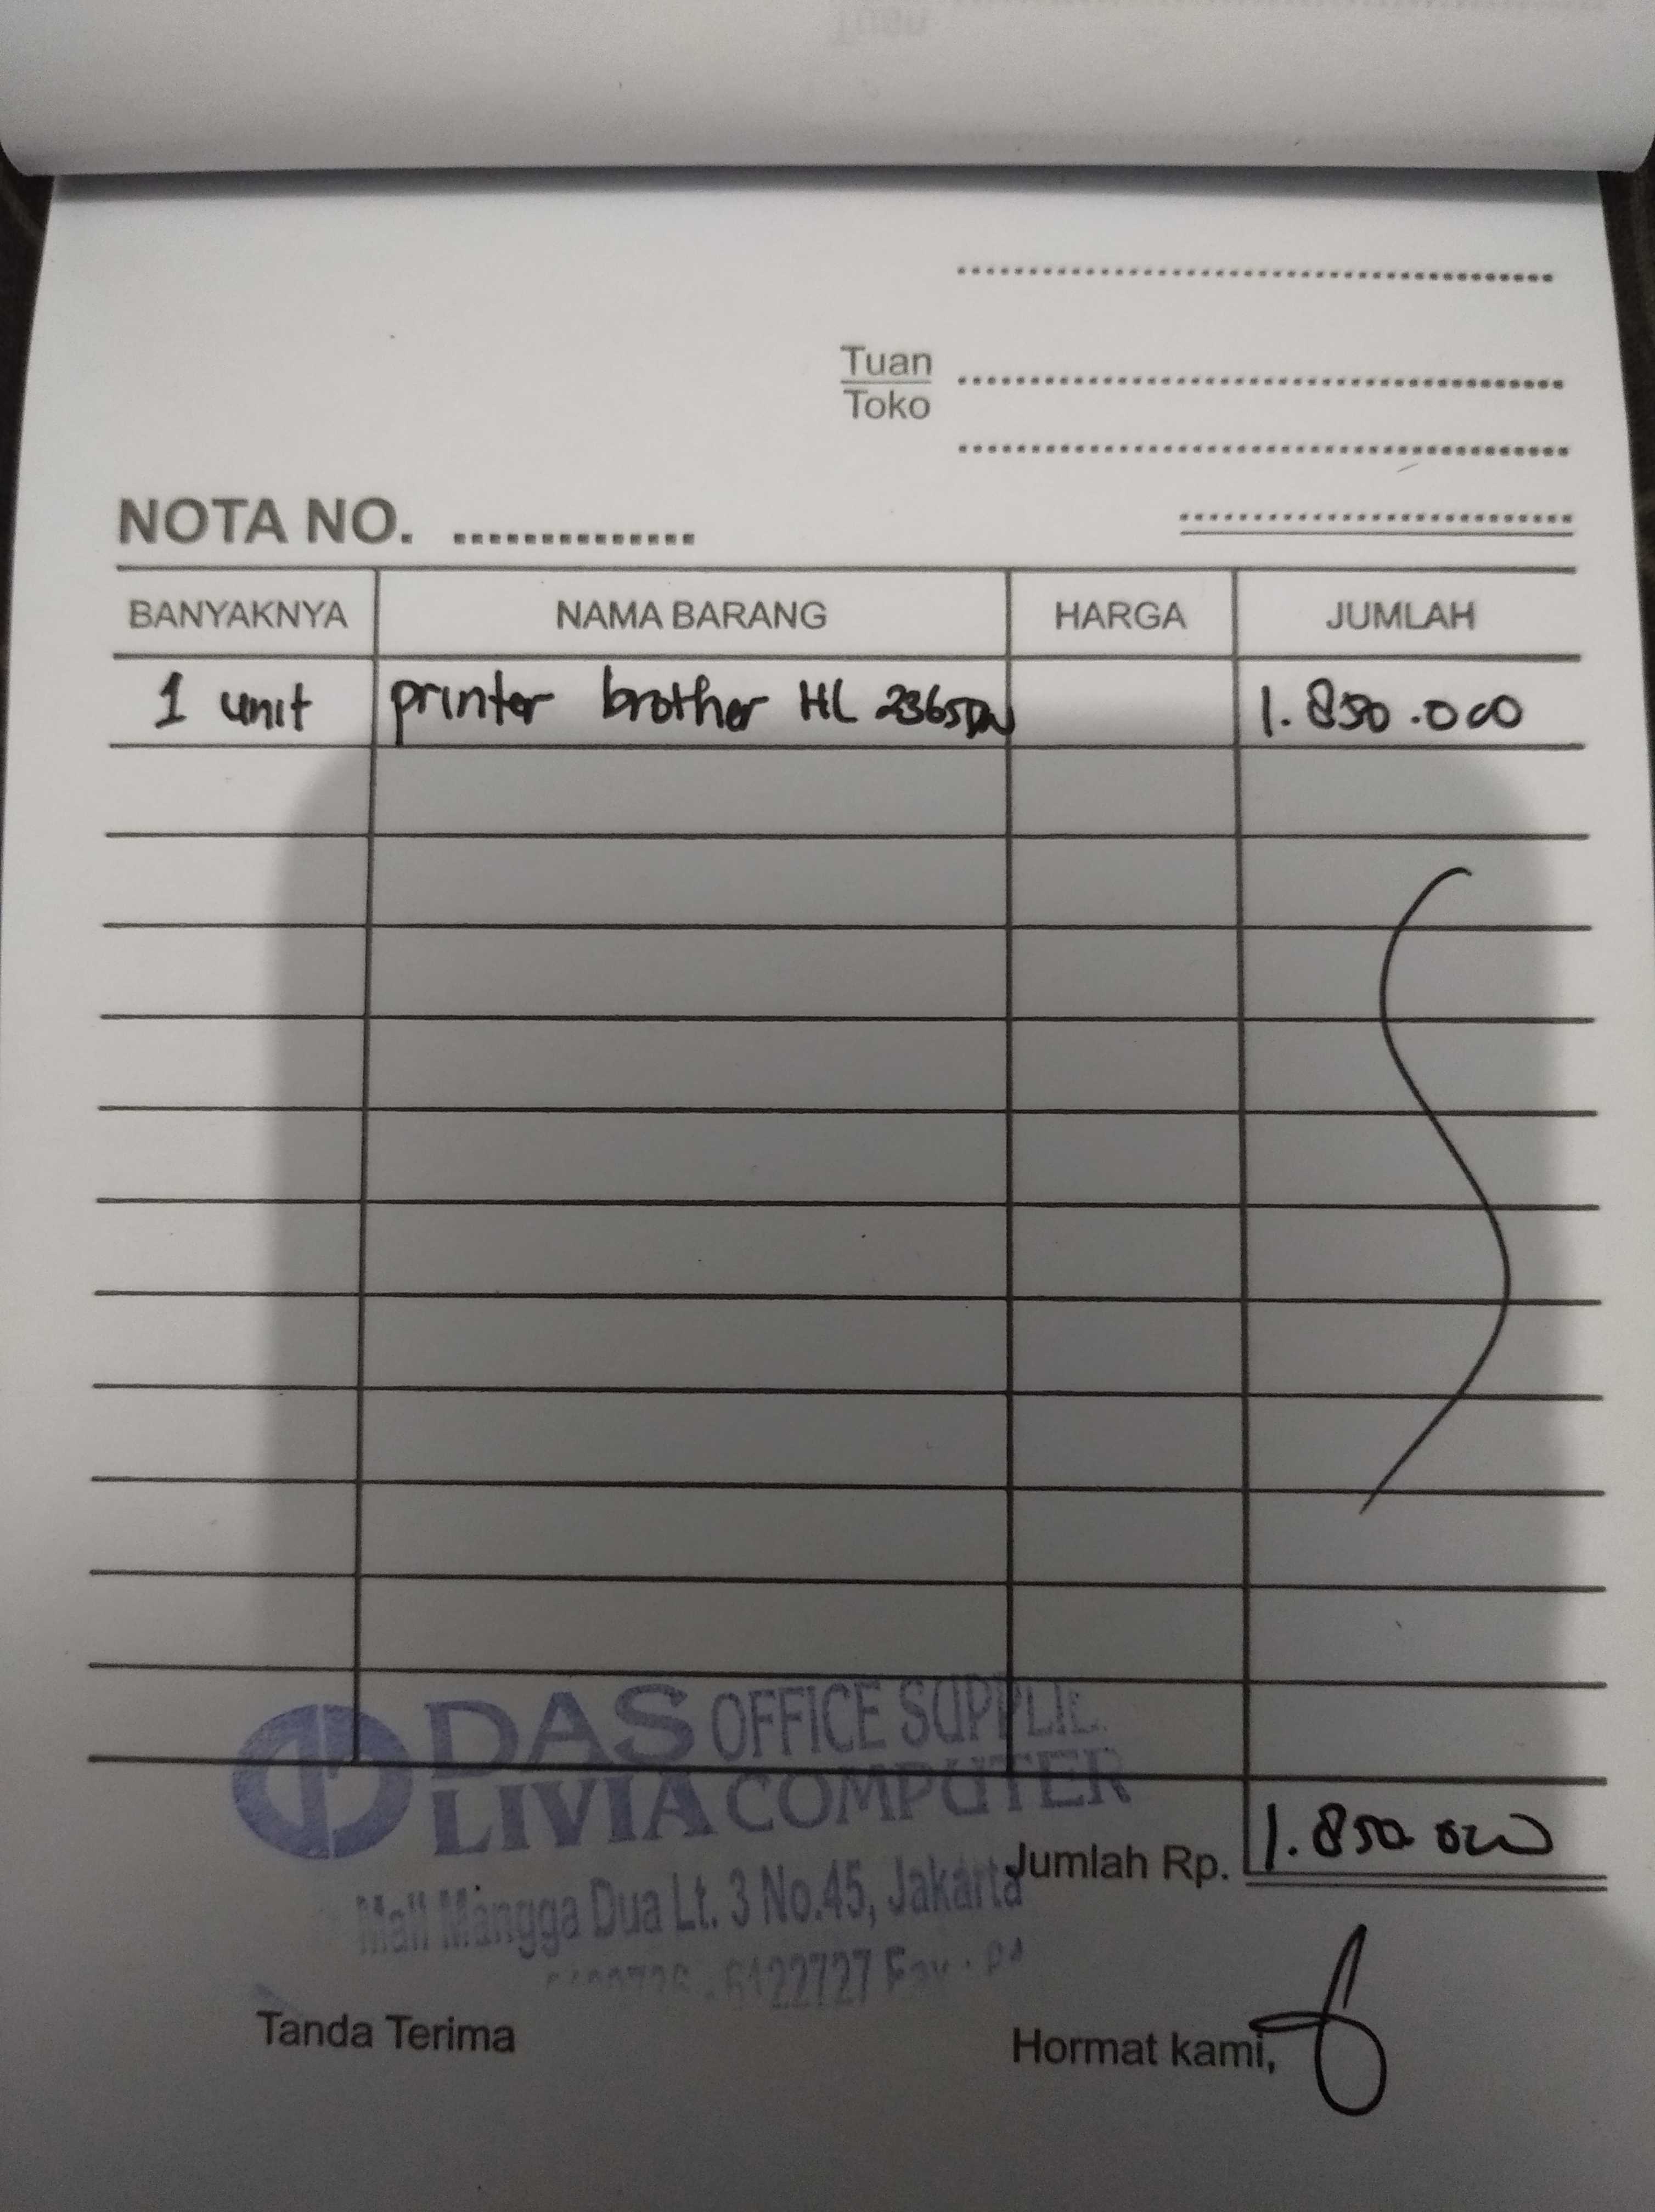 Tuan
Toko
NOTA NO. ..............
BANYAKNYA NAMA BARANG HARGA JUMLAH
1 unit printer brother HL 2365DW 1.850.000
DAS OFFICE SUPPLIE
LIVIA COMPUTER
Jumlah Rp. 1.850.000
Mall Mangga Dua Lt. 3 No.45, Jakarta
6122727 Fax :
Tanda Terima Hormat kami,